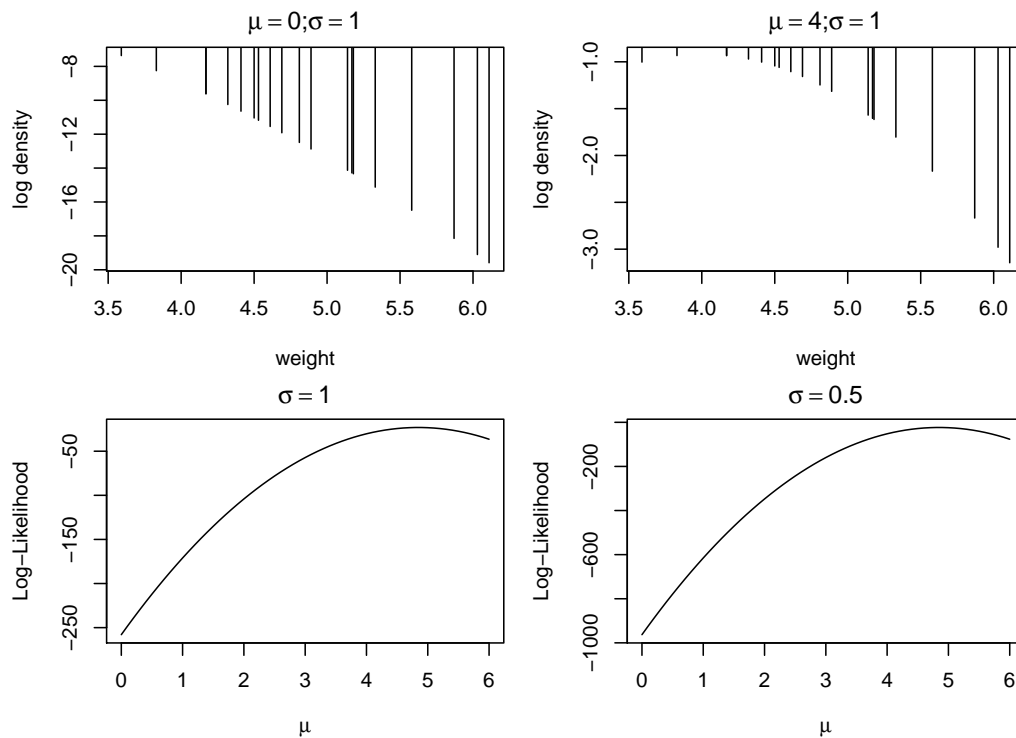 μ = 0;σ = 1
log density
−8
−12
−16
−20
3.5 4.0 4.5 5.0 5.5 6.0
weight
μ = 4;σ = 1
log density
−1.0
−2.0
−3.0
3.5 4.0 4.5 5.0 5.5 6.0
weight
σ = 1
Log−Likelihood
−50
−150
−250
0 1 2 3 4 5 6
μ
σ = 0.5
Log−Likelihood
−200
−600
−1000
0 1 2 3 4 5 6
μ